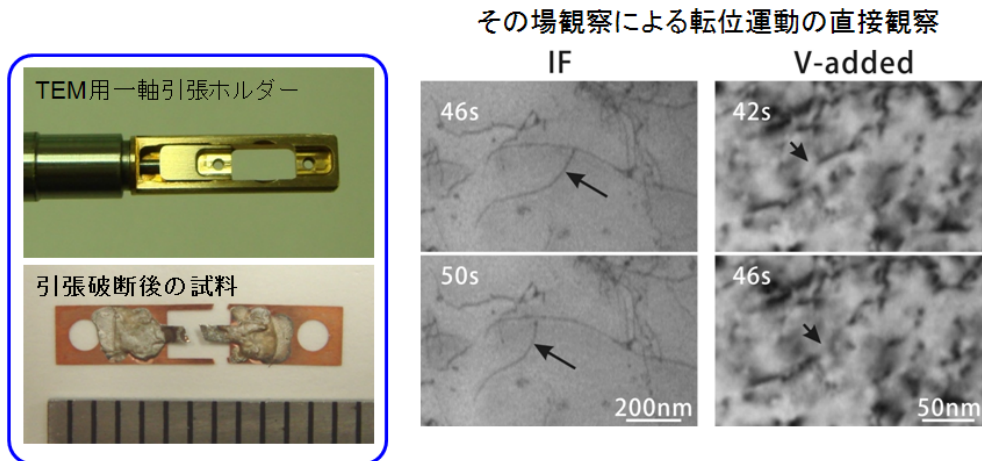 その場観察による転位運動の直接観察
TEM用一軸引張ホルダー
引張破断後の試料
IF
V-added
46s
42s
50s
46s
200nm
50nm